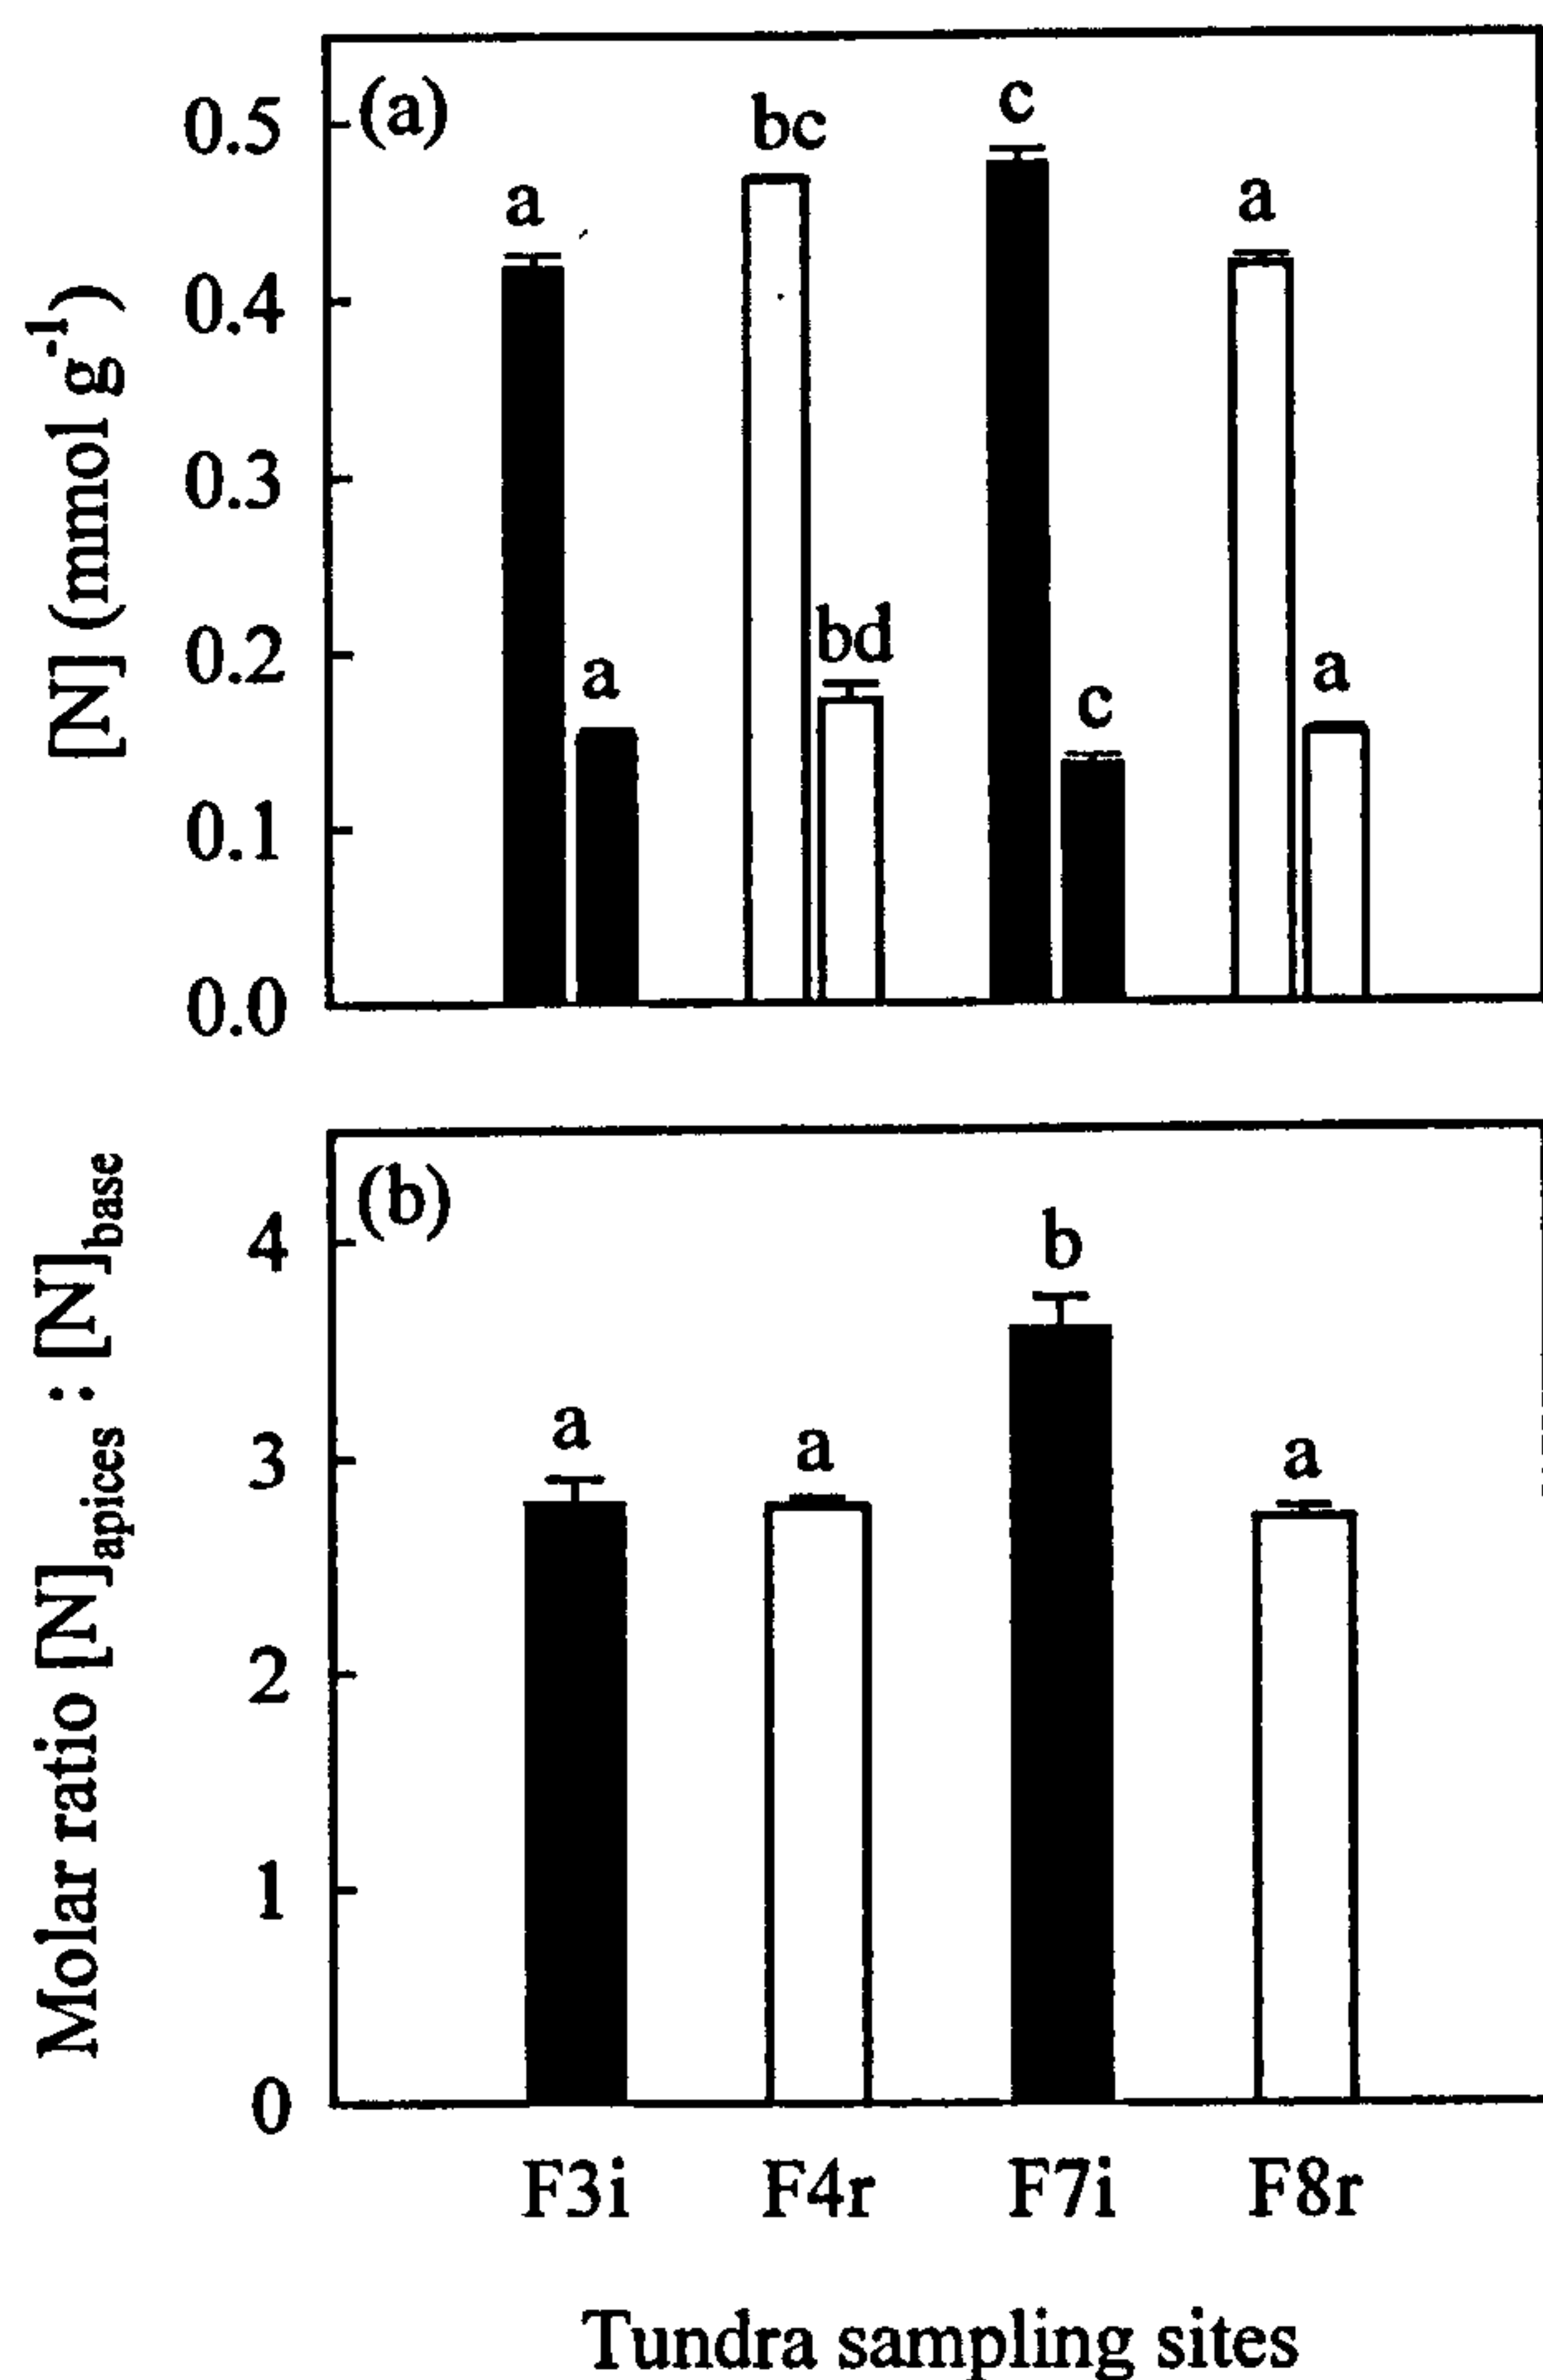 (a)
[N] (mmol g-1)
0.5
0.4
0.3
0.2
0.1
0.0
a
a
bc
bd
c
c
a
a
(b)
Molar ratio [N]apices : [N]base
4
3
2
1
0
a
a
b
a
F3i
F4r
F7i
F8r
Tundra sampling sites